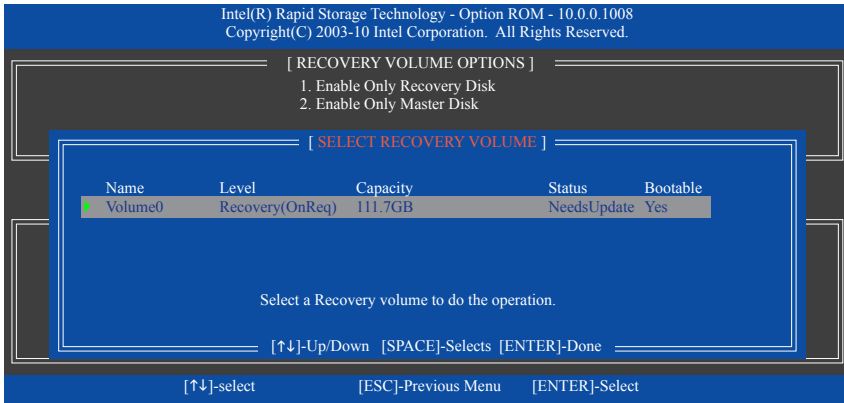 Intel(R) Rapid Storage Technology - Option ROM - 10.0.0.1008
Copyright(C) 2003-10 Intel Corporation.  All Rights Reserved.
[ RECOVERY VOLUME OPTIONS ]
1. Enable Only Recovery Disk
2. Enable Only Master Disk
[ SELECT RECOVERY VOLUME ]
Name Level Capacity Status Bootable
Volume0 Recovery(OnReq) 111.7GB NeedsUpdate Yes
Select a Recovery volume to do the operation.
[↑↓]-Up/Down [SPACE]-Selects [ENTER]-Done
[↑↓]-select [ESC]-Previous Menu [ENTER]-Select